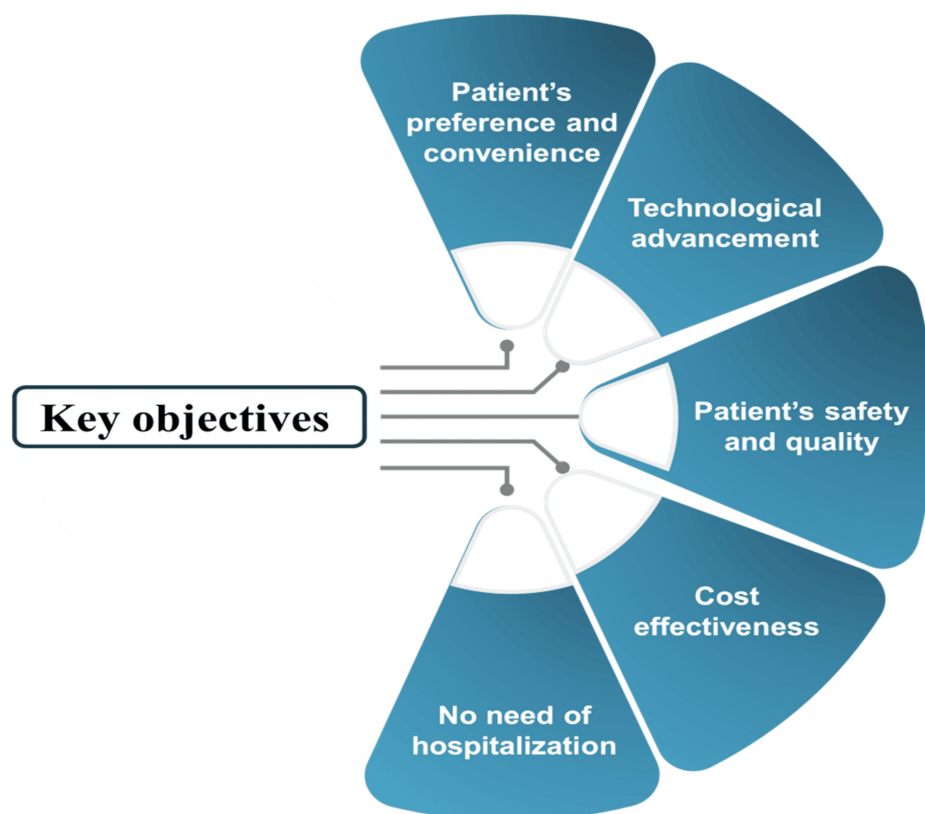 Patient’s
preference and
convenience
Technological
advancement
Key objectives
Patient’s safety
and quality
Cost
effectiveness
No need of
hospitalization